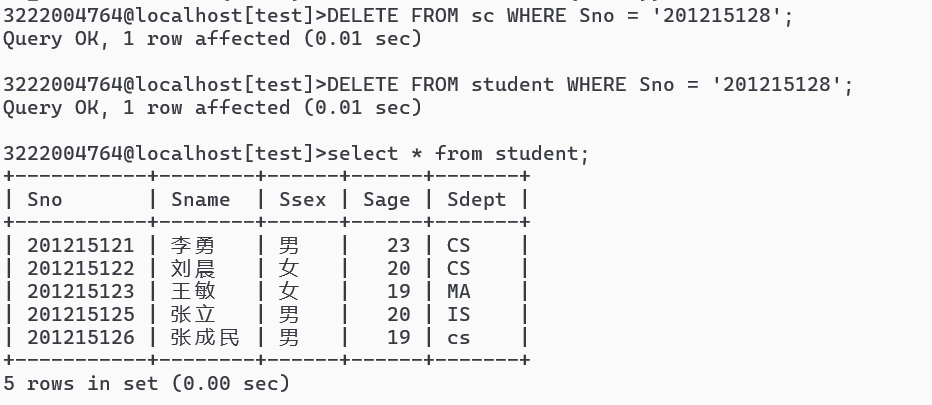 3222004764@localhost[test]>DELETE FROM sc WHERE Sno = '201215128';
Query OK, 1 row affected (0.01 sec)

3222004764@localhost[test]>DELETE FROM student WHERE Sno = '201215128';
Query OK, 1 row affected (0.01 sec)

3222004764@localhost[test]>select * from student;
+-----------+--------+------+------+-------+
| Sno       | Sname  | Ssex | Sage | Sdept |
+-----------+--------+------+------+-------+
| 201215121 | 李勇   | 男   |   23 | CS    |
| 201215122 | 刘晨   | 女   |   20 | CS    |
| 201215123 | 王敏   | 女   |   19 | MA    |
| 201215125 | 张立   | 男   |   20 | IS    |
| 201215126 | 张成民 | 男   |   19 | cs    |
+-----------+--------+------+------+-------+
5 rows in set (0.00 sec)